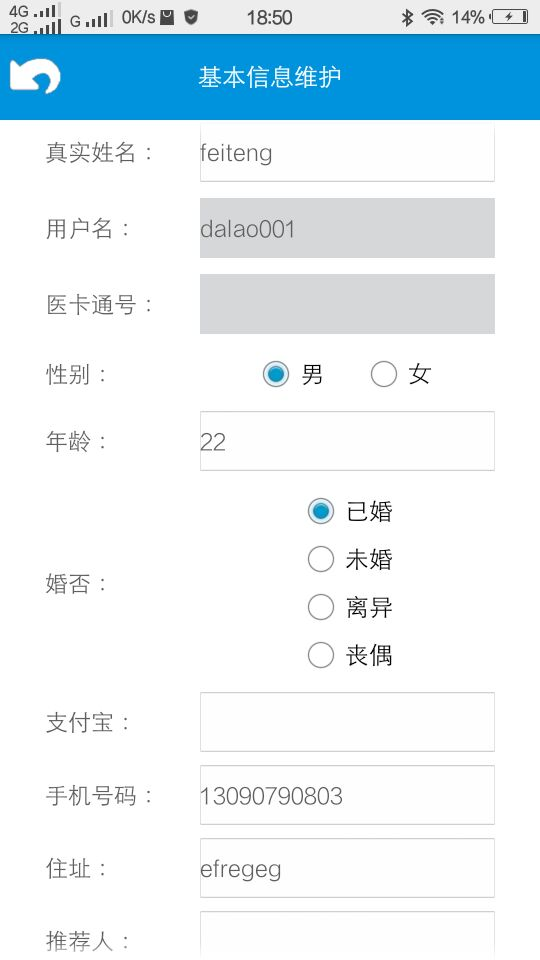 4G 2G G 0K/s 18:50 14%
基本信息维护
真实姓名： feiteng
用户名： dalao001
医卡通号：
性别： 男 女
年龄： 22
已婚
未婚
婚否：
离异
丧偶
支付宝：
手机号码： 13090790803
住址： efregeg
推荐人：